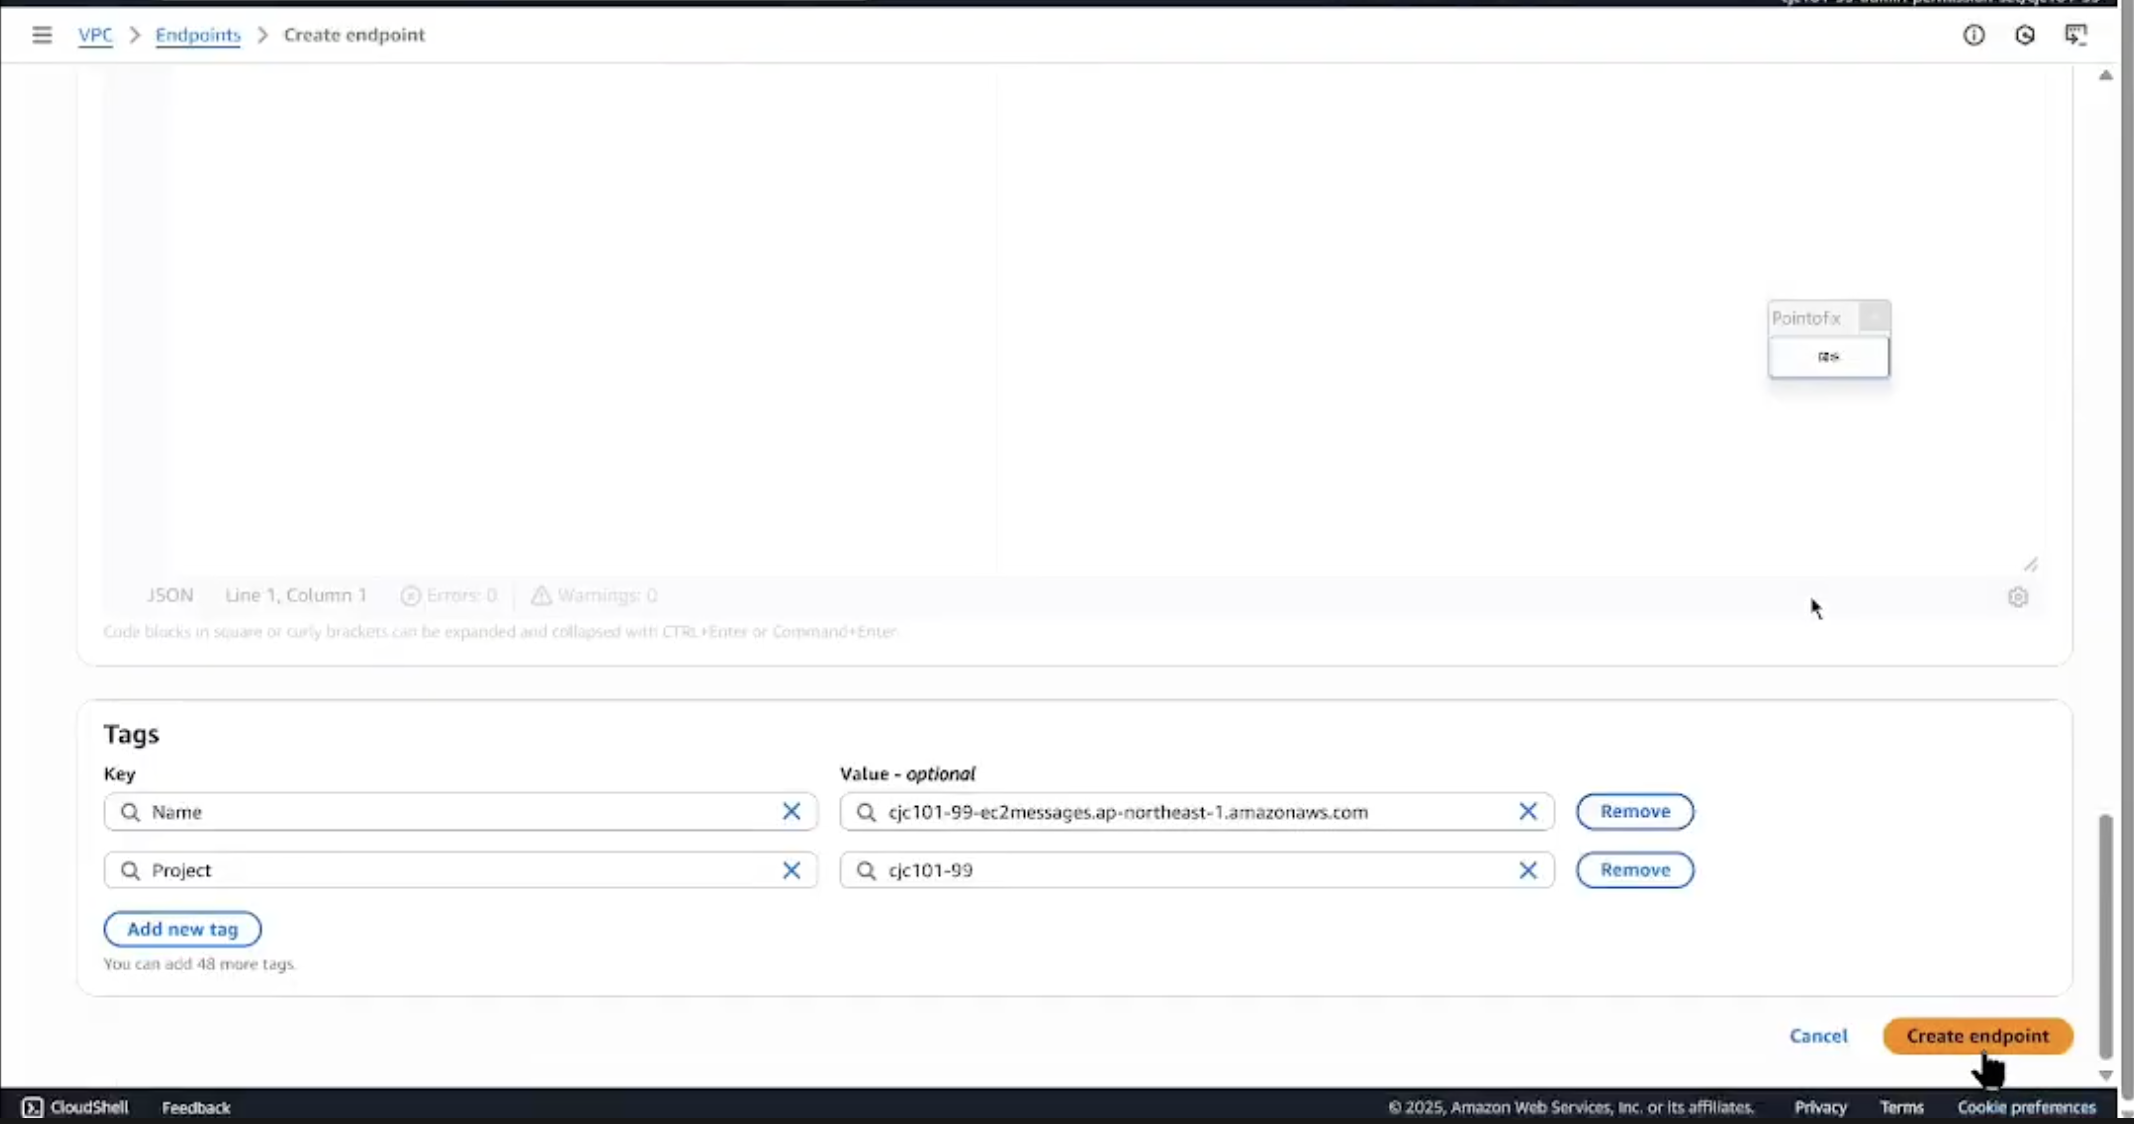 VPC > Endpoints > Create endpoint
Pointofix
JSON Line 1, Column 1 Errors: 0 Warnings: 0
Code blocks in square or curly brackets can be expanded and collapsed with CTRL+Enter or Command+Enter.
Tags
Key Value - optional
Name cjc101-99-ec2messages.ap-northeast-1.amazonaws.com Remove
Project cjc101-99 Remove
Add new tag
You can add 48 more tags.
Cancel Create endpoint
CloudShell Feedback © 2025, Amazon Web Services, Inc. or its affiliates. Privacy Terms Cookie preferences